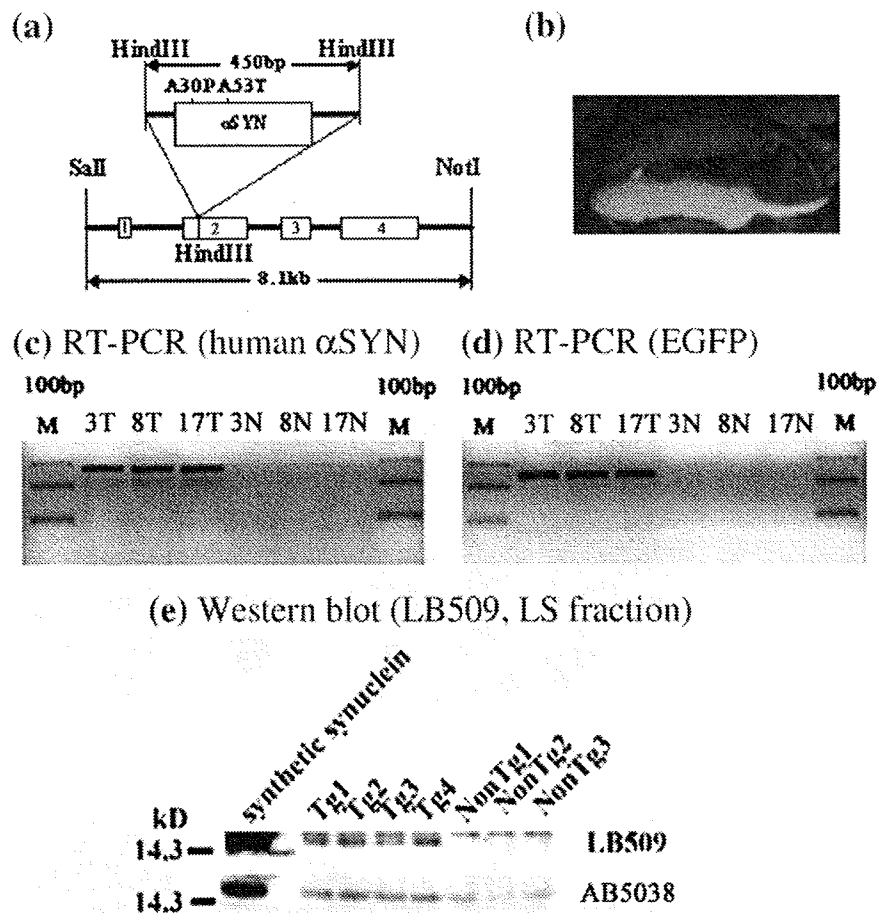 (a)
HindIII HindIII
450bp
A30PA53T
αSYN
SalI NotI
1 2 3 4
HindIII
8.1kb
(b)
(c) RT-PCR (human αSYN)
100bp 100bp
M 3T 8T 17T 3N 8N 17N M
(d) RT-PCR (EGFP)
100bp 100bp
M 3T 8T 17T 3N 8N 17N M
(e) Western blot (LB509, LS fraction)
synthetic synuclein Tg1 Tg2 Tg3 Tg4 NonTg1 NonTg2 NonTg3
kD
14.3 LB509
14.3 AB5038